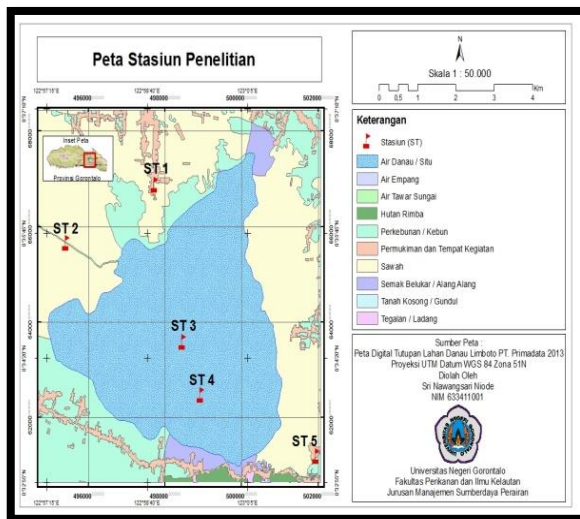 Peta Stasiun Penelitian
N
Skala 1 : 50.000
0 0,5 1 2 3 4 Km
Keterangan
Stasiun (ST)
Air Danau / Situ
Air Empang
Air Tawar Sungai
Hutan Rimba
Perkebunan / Kebun
Permukiman dan Tempat Kegiatan
Sawah
Semak Belukar / Alang Alang
Tanah Kosong / Gundul
Tegalan / Ladang
Sumber Peta :
Peta Digital Tutupan Lahan Danau Limboto PT. Primadata 2013
Proyeksi UTM Datum WGS 84 Zona 51N
Diolah Oleh
Sri Nawangsari Niode
NIM 633411001
Universitas Negeri Gorontalo
Fakultas Perikanan dan Ilmu Kelautan
Jurusan Manajemen Sumberdaya Perairan
Inset Peta
Provinsi Gorontalo
ST 1
ST 2
ST 3
ST 4
ST 5
500000
502000
68000
66000
64000
62000